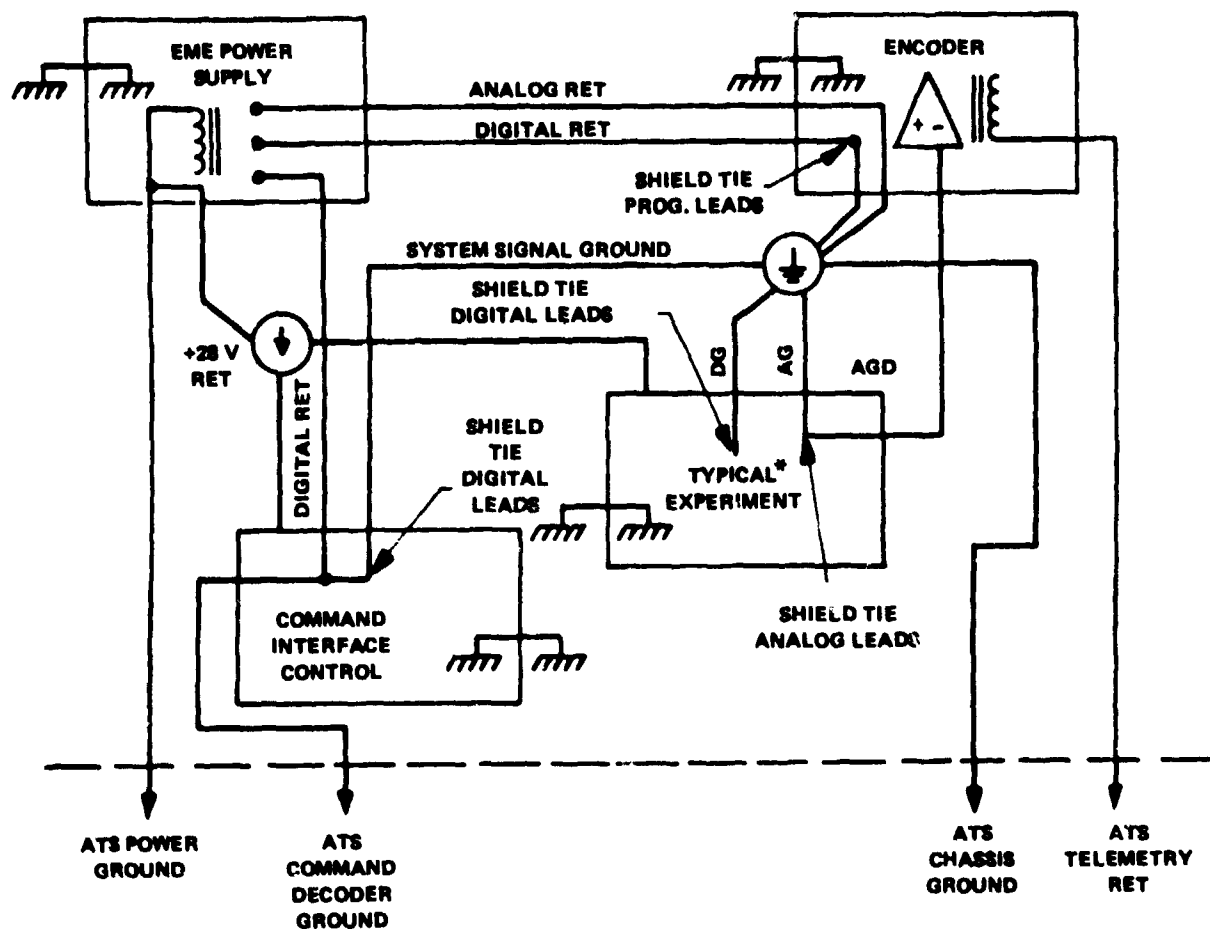 EME POWER
SUPPLY
ENCODER
ANALOG RET
DIGITAL RET
+ -
SHIELD TIE
PROG. LEADS
SYSTEM SIGNAL GROUND
SHIELD TIE
DIGITAL LEADS
+28 V
RET
DG
AG
AGD
DIGITAL RET
SHIELD
TIE
DIGITAL
LEADS
TYPICAL*
EXPERIMENT
COMMAND
INTERFACE
CONTROL
SHIELD TIE
ANALOG LEADS
ATS POWER
GROUND
ATS
COMMAND
DECODER
GROUND
ATS
CHASSIS
GROUND
ATS
TELEMETRY
RET